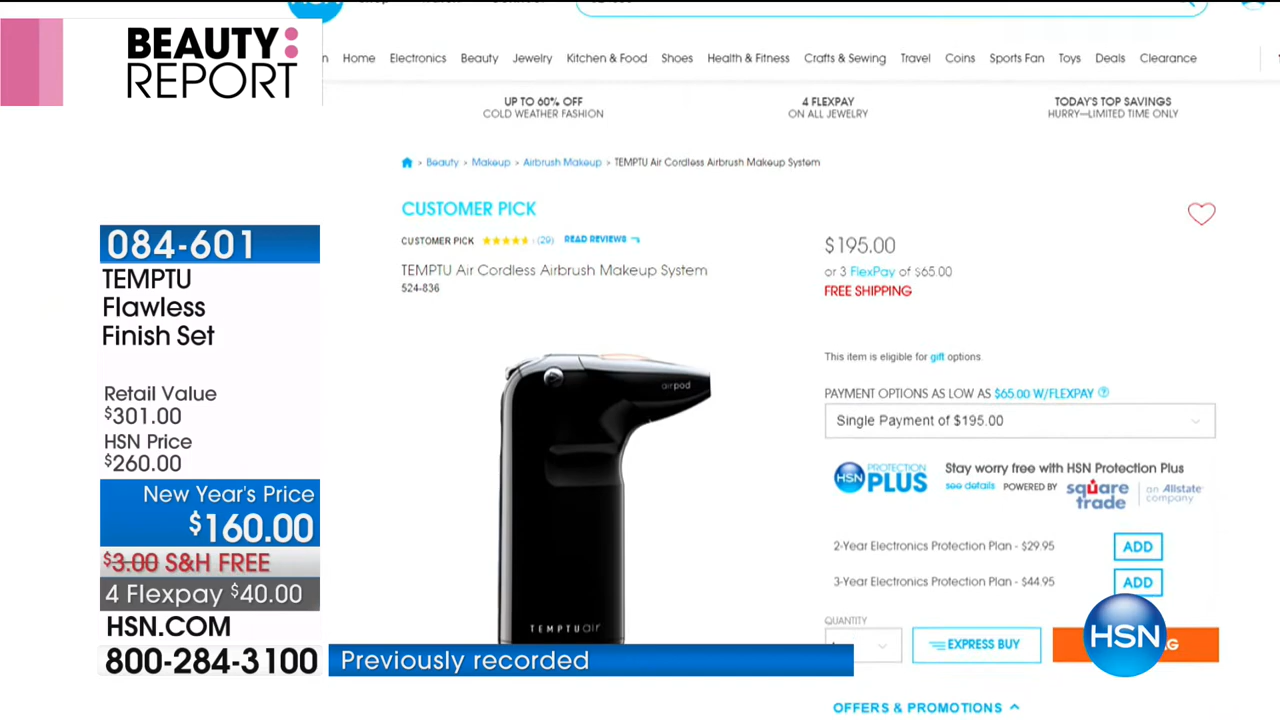 HSN
BEAUTY:
REPORT
Home Electronics Beauty Jewelry Kitchen & Food Shoes Health & Fitness Crafts & Sewing Travel Coins Sports Fan Toys Deals Clearance
UP TO 60% OFF
COLD WEATHER FASHION
4 FLEXPAY
ON ALL JEWELRY
TODAY'S TOP SAVINGS
HURRY—LIMITED TIME ONLY
> Beauty > Makeup > Airbrush Makeup > TEMPTU Air Cordless Airbrush Makeup System
CUSTOMER PICK
CUSTOMER PICK (29) READ REVIEWS
TEMPTU Air Cordless Airbrush Makeup System
524-836
$195.00
or 3 FlexPay of $65.00
FREE SHIPPING
This item is eligible for gift options.
PAYMENT OPTIONS AS LOW AS $65.00 W/FLEXPAY ?
Single Payment of $195.00
HSN PROTECTION PLUS
Stay worry free with HSN Protection Plus
see details POWERED BY square trade an Allstate company
2-Year Electronics Protection Plan - $29.95 ADD
3-Year Electronics Protection Plan - $44.95 ADD
QUANTITY
EXPRESS BUY
OFFERS & PROMOTIONS
airpod
TEMPTUair
084-601
TEMPTU
Flawless
Finish Set
Retail Value
$301.00
HSN Price
$260.00
New Year's Price
$160.00
$3.00 S&H FREE
4 Flexpay $40.00
HSN.COM
800-284-3100
Previously recorded
HSN